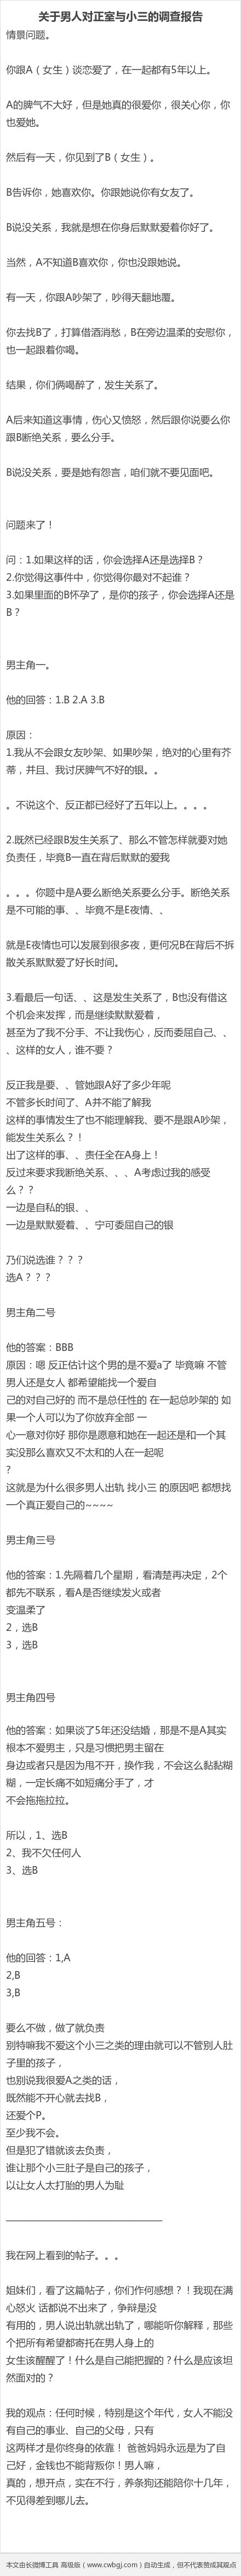 关于男人对正室与小三的调查报告
情景问题。
你跟A（女生）谈恋爱了，在一起都有5年以上。
A的脾气不大好，但是她真的很爱你，很关心你，你
也爱她。
然后有一天，你见到了B（女生）。
B告诉你，她喜欢你。你跟她说你有女友了。
B说没关系，我就是想在你身后默默爱着你好了。
当然，A不知道B喜欢你，你也没跟她说。
有一天，你跟A吵架了，吵得天翻地覆。
你去找B了，打算借酒消愁，B在旁边温柔的安慰你，
也一起跟着你喝。
结果，你们俩喝醉了，发生关系了。
A后来知道这事情，伤心又愤怒，然后跟你说要么你
跟B断绝关系，要么分手。
B说没关系，要是她有怨言，咱们就不要见面吧。
问题来了！
问：1.如果这样的话，你会选择A还是选择B？
2.你觉得这事件中，你觉得你最对不起谁？
3.如果里面的B怀孕了，是你的孩子，你会选择A还是
B？
男主角一。
他的回答：1.B 2.A 3.B
原因：
1.我从不会跟女友吵架、如果吵架，绝对的心里有芥
蒂，并且、我讨厌脾气不好的银。。
。不说这个、反正都已经好了五年以上。。。。
2.既然已经跟B发生关系了、那么不管怎样就要对她
负责任，毕竟B一直在背后默默的爱我
。。。你题中是A要么断绝关系要么分手。断绝关系
是不可能的事、、毕竟不是E夜情、、
就是E夜情也可以发展到很多夜，更何况B在背后不拆
散关系默默爱了好长时间。
3.看最后一句话、、这是发生关系了，B也没有借这
个机会来发挥，而是继续默默爱着，
甚至为了我不分手、不让我伤心，反而委屈自己、、
、这样的女人，谁不要？
反正我是要、、管她跟A好了多少年呢
不管多长时间了、A并不能了解我
这样的事情发生了也不能理解我、要不是跟A吵架，
能发生关系么？！
出了这样的事、、责任全在A身上！
反过来要求我断绝关系、、、A考虑过我的感受
么？？
一边是自私的银、、
一边是默默爱着、、宁可委屈自己的银
乃们说选谁？？？
选A？？？
男主角二号
他的答案：BBB
原因：嗯 反正估计这个男的是不爱a了 毕竟嘛 不管
男人还是女人 都希望能找一个爱自
己的对自己好的 而不是总任性的 在一起总吵架的 如
果一个人可以为了你放弃全部 一
心一意对你好 那你是愿意和她在一起还是和一个其
实没那么喜欢又不太和的人在一起呢
？
这就是为什么很多男人出轨 找小三 的原因吧 都想找
一个真正爱自己的~~~~
男主角三号
他的答案：1.先隔着几个星期，看清楚再决定，2个
都先不联系，看A是否继续发火或者
变温柔了
2，选B
3，选B
男主角四号
他的答案：如果谈了5年还没结婚，那是不是A其实
根本不爱男主，只是习惯把男主留在
身边或者只是因为甩不开，换作我，不会这么黏黏糊
糊，一定长痛不如短痛分手了，才
不会拖拖拉拉。
所以，1、选B
2、我不欠任何人
3、选B
男主角五号：
他的回答：1,A
2,B
3,B
要么不做，做了就负责
别特嘛我不爱这个小三之类的理由就可以不管别人肚
子里的孩子，
也别说我很爱A之类的话，
既然能不开心就去找B，
还爱个P。
至少我不会。
但是犯了错就该去负责，
谁让那个小三肚子是自己的孩子，
以让女人太打胎的男人为耻
我在网上看到的帖子。。。
姐妹们，看了这篇帖子，你们作何感想？！我现在满
心怒火 话都说不出来了，争辩是没
有用的，男人说出轨就出轨了，哪能听你解释，那些
个把所有希望都寄托在男人身上的
女生该醒醒了！什么是自己能把握的？什么是应该坦
然面对的？
我的观点：任何时候，特别是这个年代，女人不能没
有自己的事业、自己的父母，只有
这两样才是你终身的依靠！ 爸爸妈妈永远是为了自
己好，金钱也不能背叛你！男人嘛，
真的，想开点，实在不行，养条狗还能陪你十几年，
不见得差到哪儿去。
本文由长微博工具 高级版（www.cwbgj.com）自动生成，但不代表赞成其观点